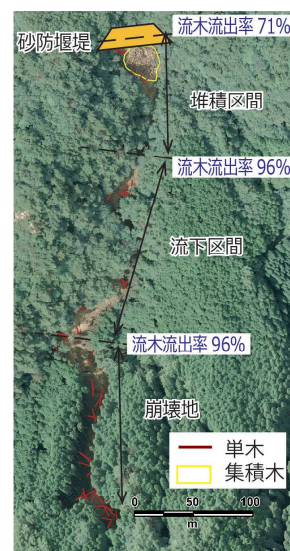 流木流出率 71%
砂防堰堤
堆積区間
流木流出率 96%
流下区間
流木流出率 96%
崩壊地
単木
集積木
0 50 100
m